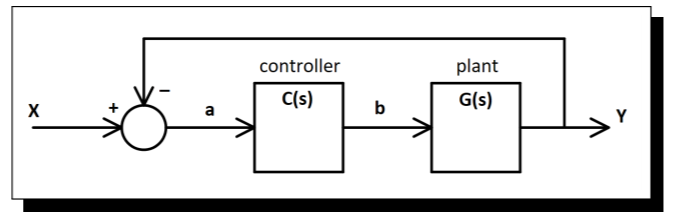 controller plant
–
X + a C(s) b G(s) Y